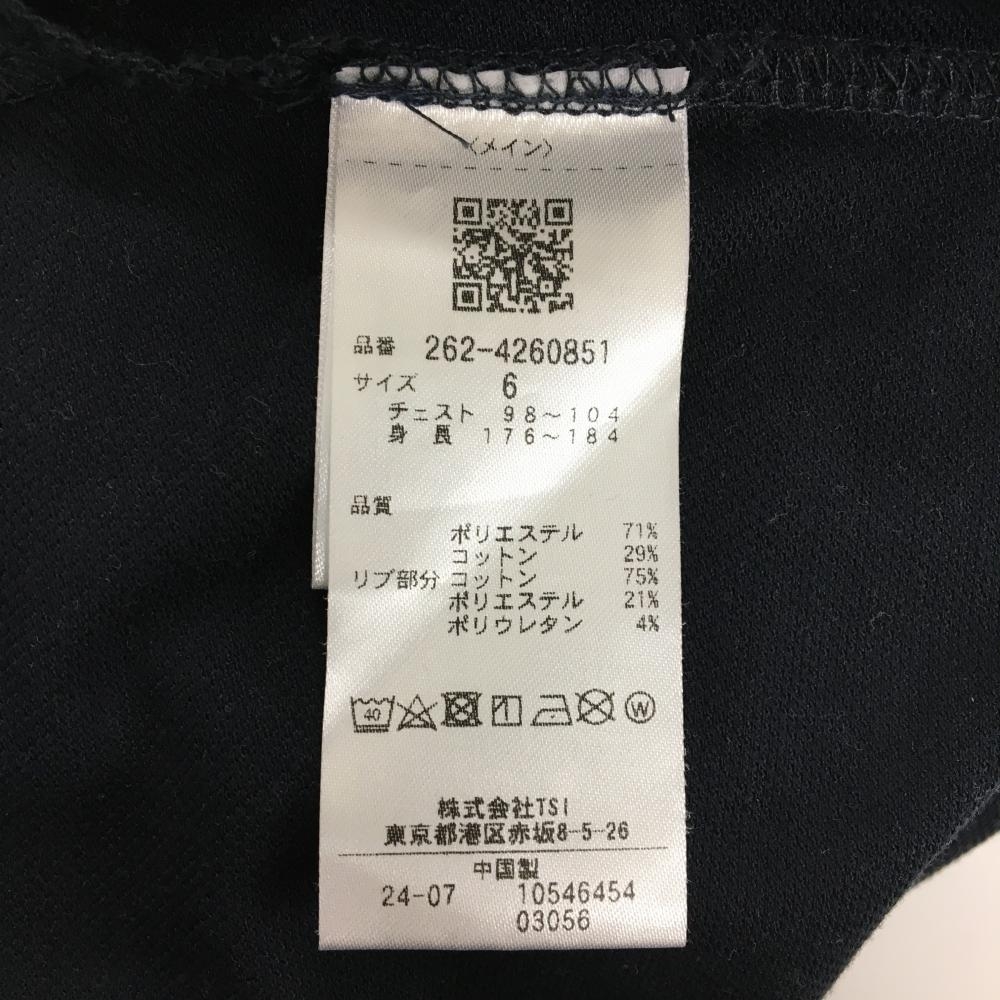 〈メイン〉
品番 262-4260851
サイズ 6
チェスト 98～104
身長 176～184
品質
ポリエステル 71%
コットン 29%
リブ部分 コットン 75%
ポリエステル 21%
ポリウレタン 4%
40 W
株式会社TSI
東京都港区赤坂8-5-26
中国製
24-07 10546454
03056